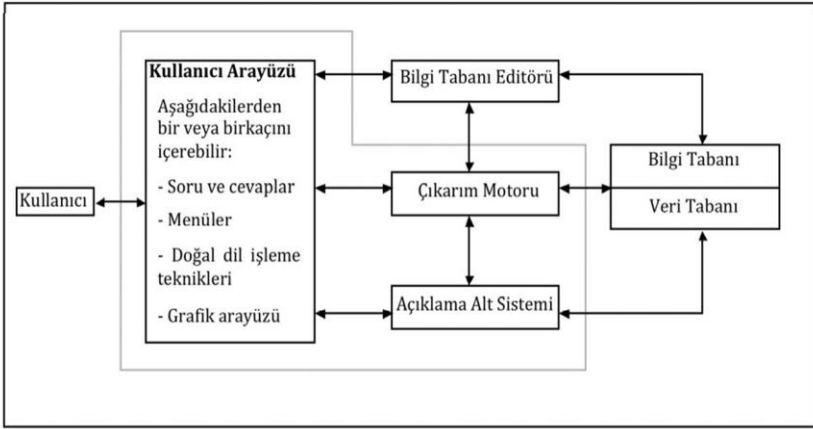 Kullanıcı
Kullanıcı Arayüzü
Aşağıdakilerden
bir veya birkaçını
içerebilir:
- Soru ve cevaplar
- Menüler
- Doğal dil işleme
teknikleri
- Grafik arayüzü
Bilgi Tabanı Editörü
Çıkarım Motoru
Açıklama Alt Sistemi
Bilgi Tabanı
Veri Tabanı